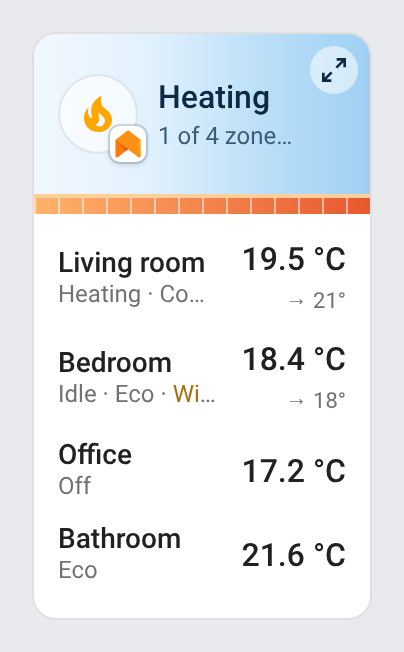 Heating
1 of 4 zone…
Living room
19.5 °C
Heating · Co…
→ 21°
Bedroom
18.4 °C
Idle · Eco · Wi…
→ 18°
Office
17.2 °C
Off
Bathroom
21.6 °C
Eco